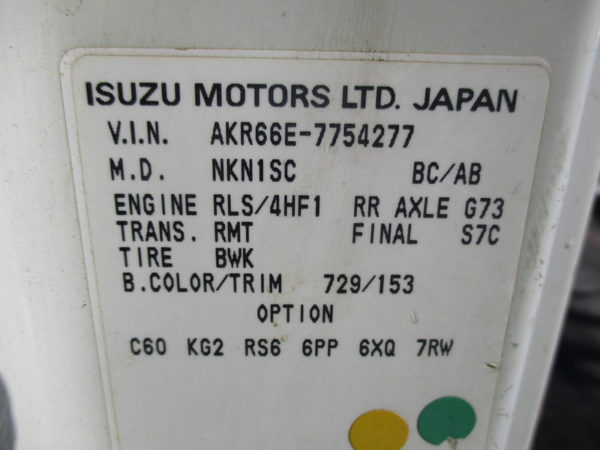 ISUZU MOTORS LTD. JAPAN
V.I.N. AKR66E-7754277
M.D. NKN1SC BC/AB
ENGINE RLS/4HF1 RR AXLE G73
TRANS. RMT FINAL S7C
TIRE BWK
B.COLOR/TRIM 729/153
OPTION
C60 KG2 RS6 6PP 6XQ 7RW